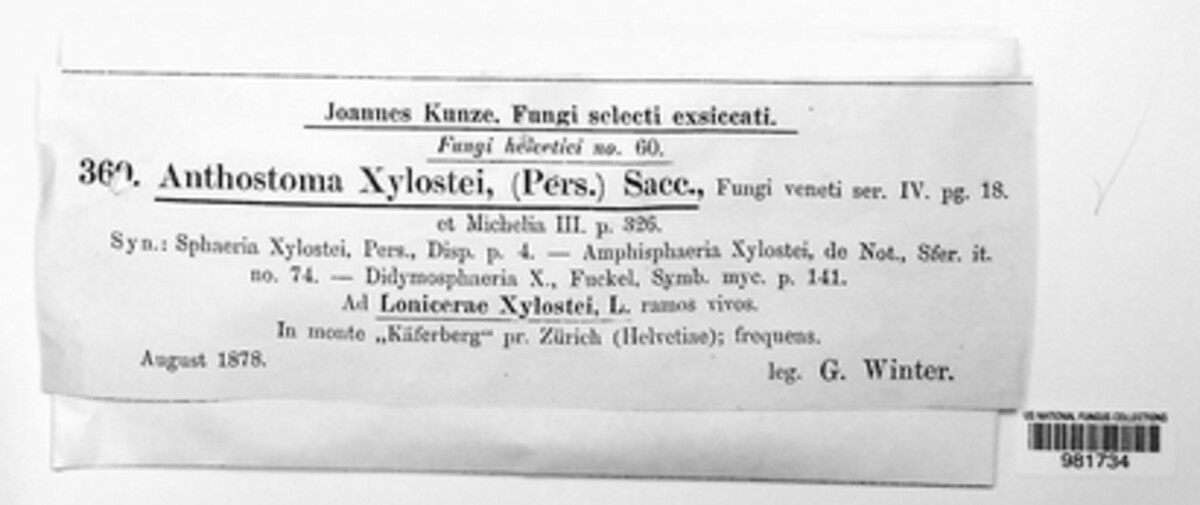 Joannes Kunze. Fungi selecti exsiccati.
Fungi helvetici no. 60.
360. Anthostoma Xylostei, (Pers.) Sacc., Fungi veneti ser. IV. pg. 18.
et Michelia III. p. 326.
Syn.: Sphaeria Xylostei, Pers., Disp. p. 4. — Amphisphaeria Xylostei, de Not., Sfer. it.
no. 74. — Didymosphaeria X., Fuckel, Symb. myc. p. 141.
Ad Lonicerae Xylostei, L. ramos vivos.
In monte „Käferberg“ pr. Zürich (Helvetiae); frequens.
August 1878.
leg. G. Winter.
US NATIONAL FUNGUS COLLECTIONS
981734